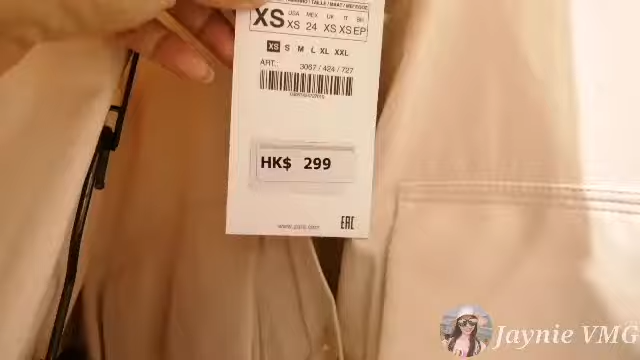 XS
USA MEX UK IT BR
XS 24 XS XS EP
XS S M L XL XXL
ART.: 3067 / 424 / 727
HK$ 299
www.zara.com
EAC
Jaynie VMG